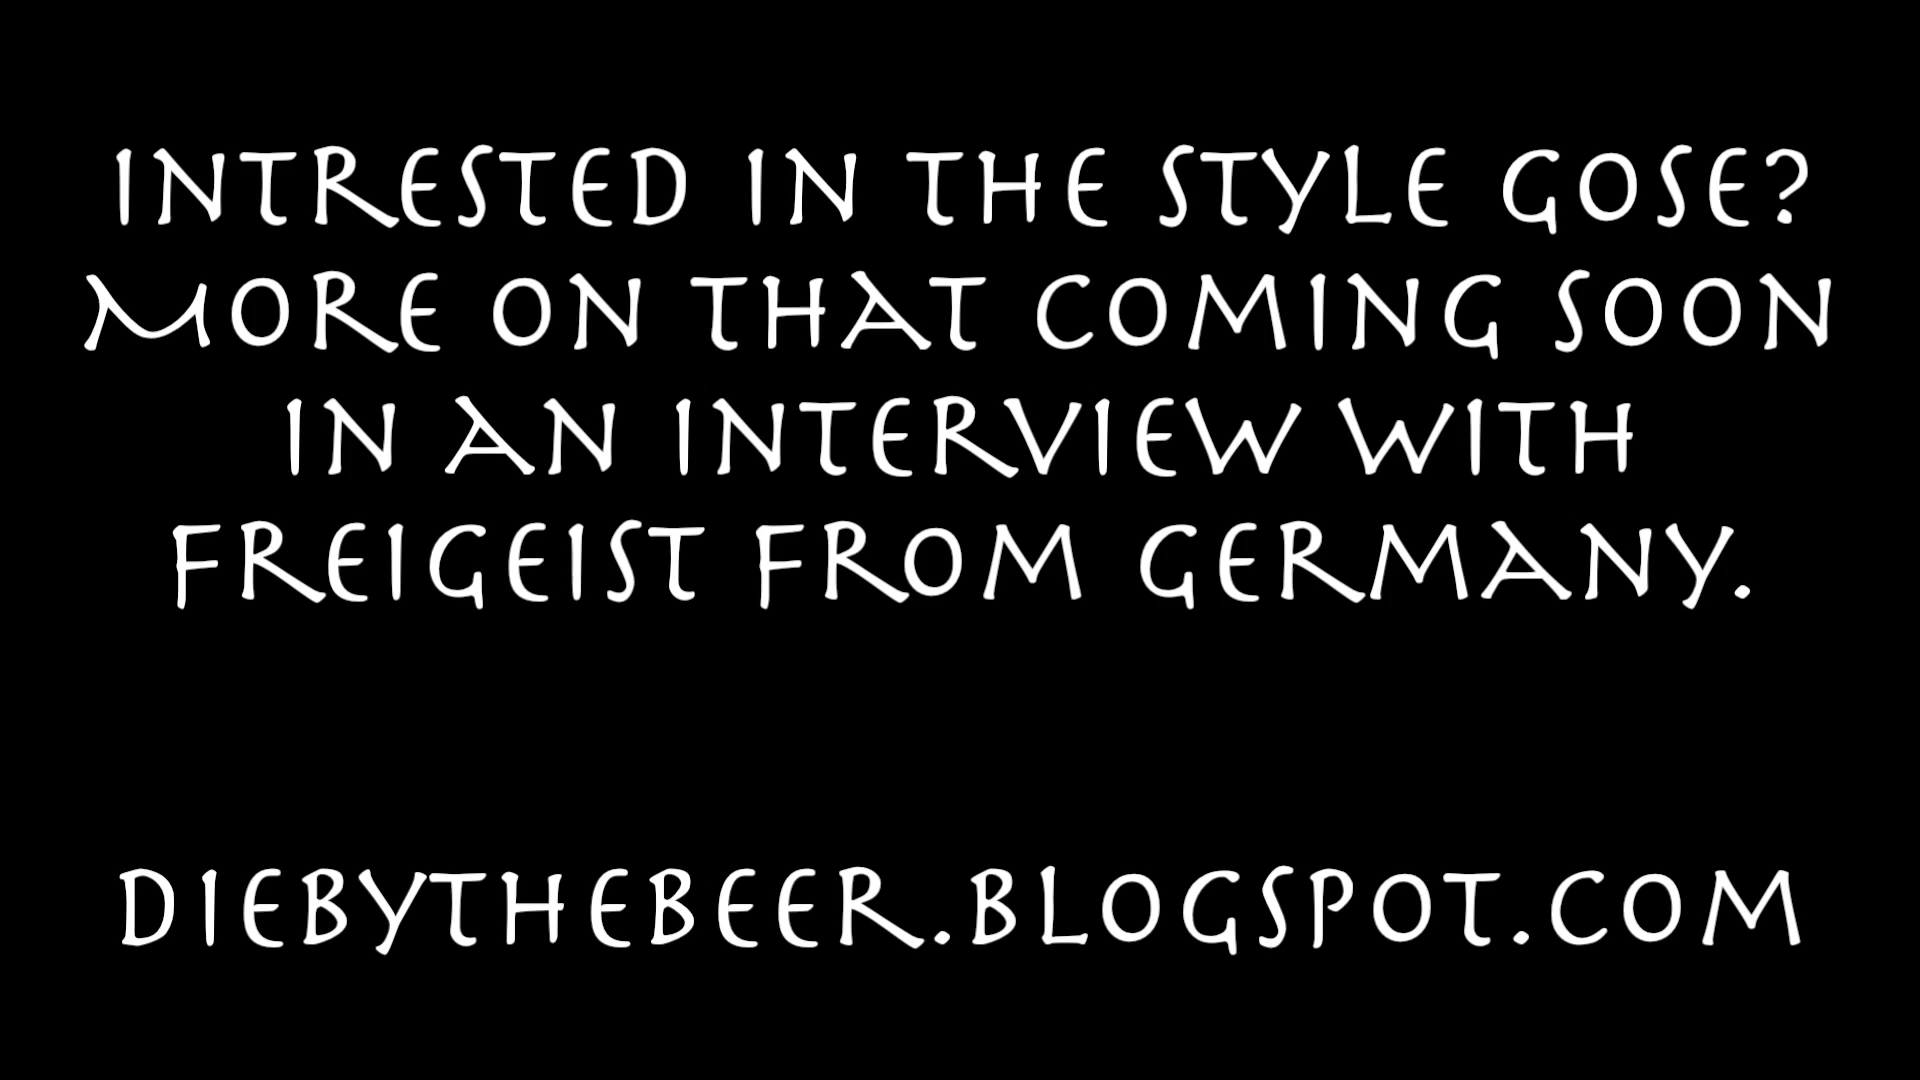 Intrested in the style Gose?
More on that coming soon
in an interview with
Freigeist from Germany.
diebythebeer.blogspot.com